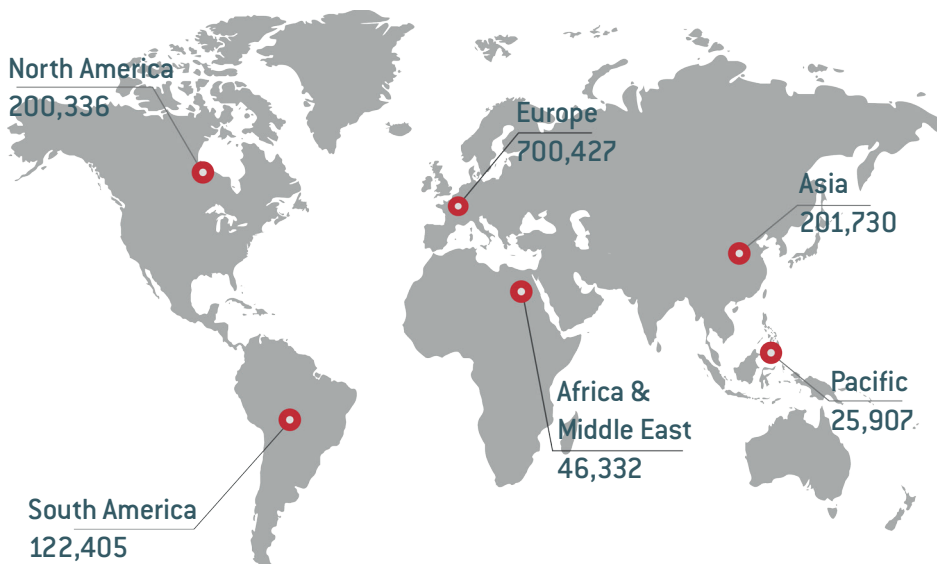 North America
200,336
Europe
700,427
Asia
201,730
Pacific
25,907
Africa &
Middle East
46,332
South America
122,405